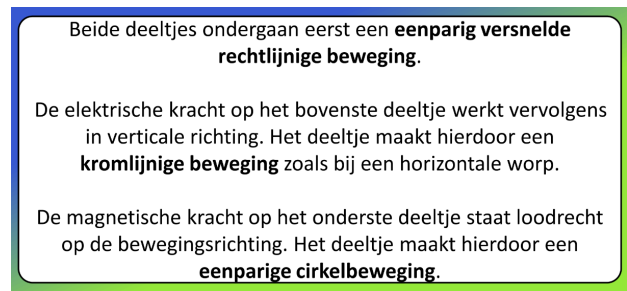 Beide deeltjes ondergaan eerst een eenparig versnelde
rechtlijnige beweging.
De elektrische kracht op het bovenste deeltje werkt vervolgens
in verticale richting. Het deeltje maakt hierdoor een
kromlijnige beweging zoals bij een horizontale worp.
De magnetische kracht op het onderste deeltje staat loodrecht
op de bewegingsrichting. Het deeltje maakt hierdoor een
eenparige cirkelbeweging.